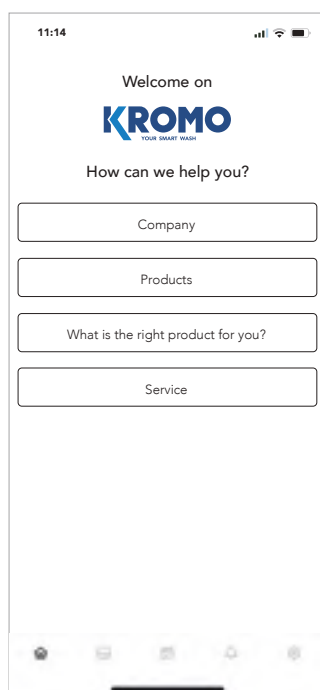 11:14
Welcome on
KROMO
YOUR SMART WASH
How can we help you?
Company
Products
What is the right product for you?
Service